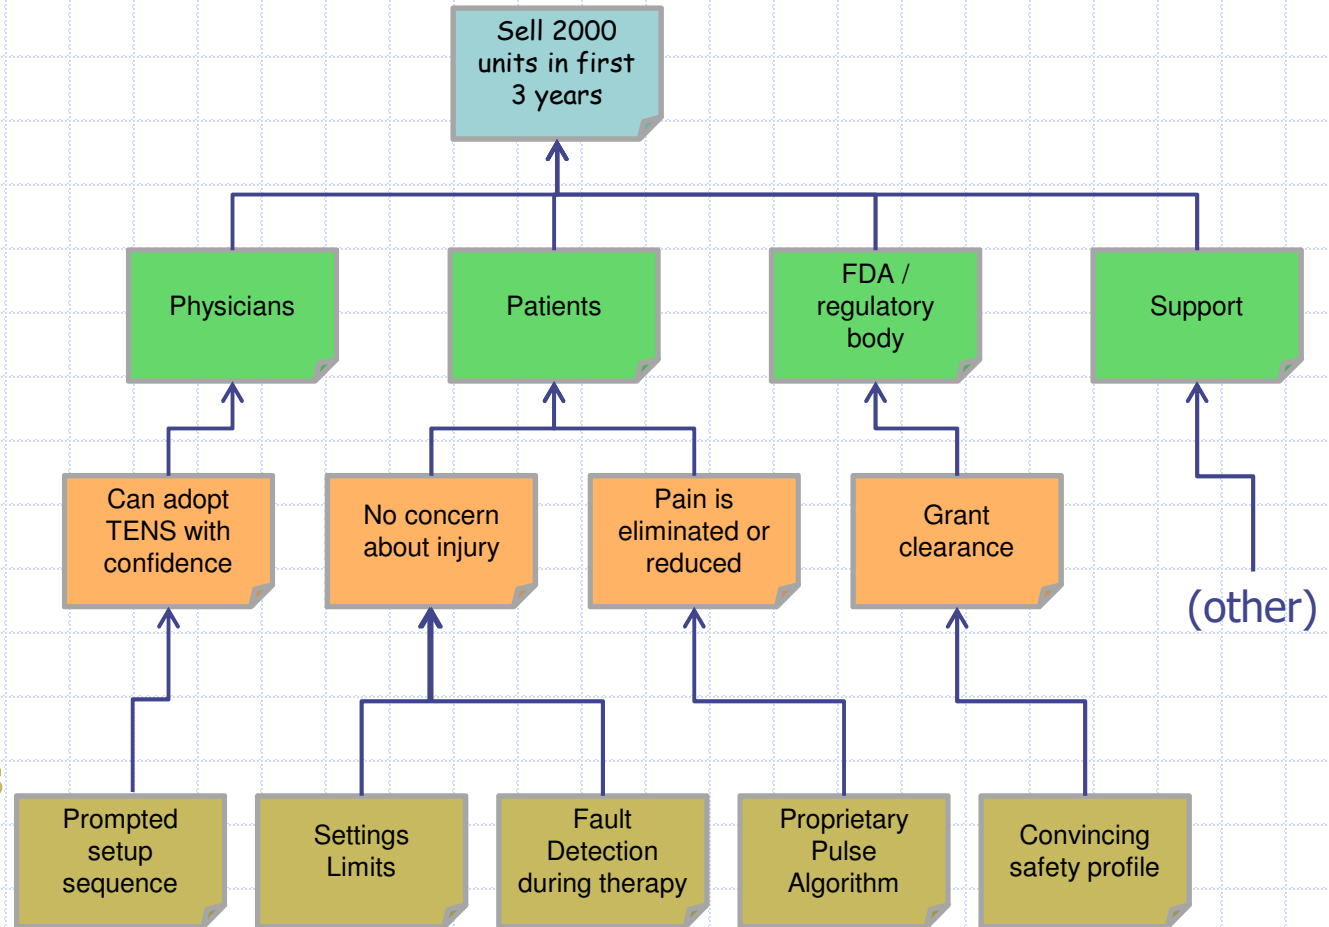 Sell 2000
units in first
3 years
Physicians
Patients
FDA /
regulatory
body
Support
Can adopt
TENS with
confidence
No concern
about injury
Pain is
eliminated or
reduced
Grant
clearance
(other)
Prompted
setup
sequence
Settings
Limits
Fault
Detection
during therapy
Proprietary
Pulse
Algorithm
Convincing
safety profile